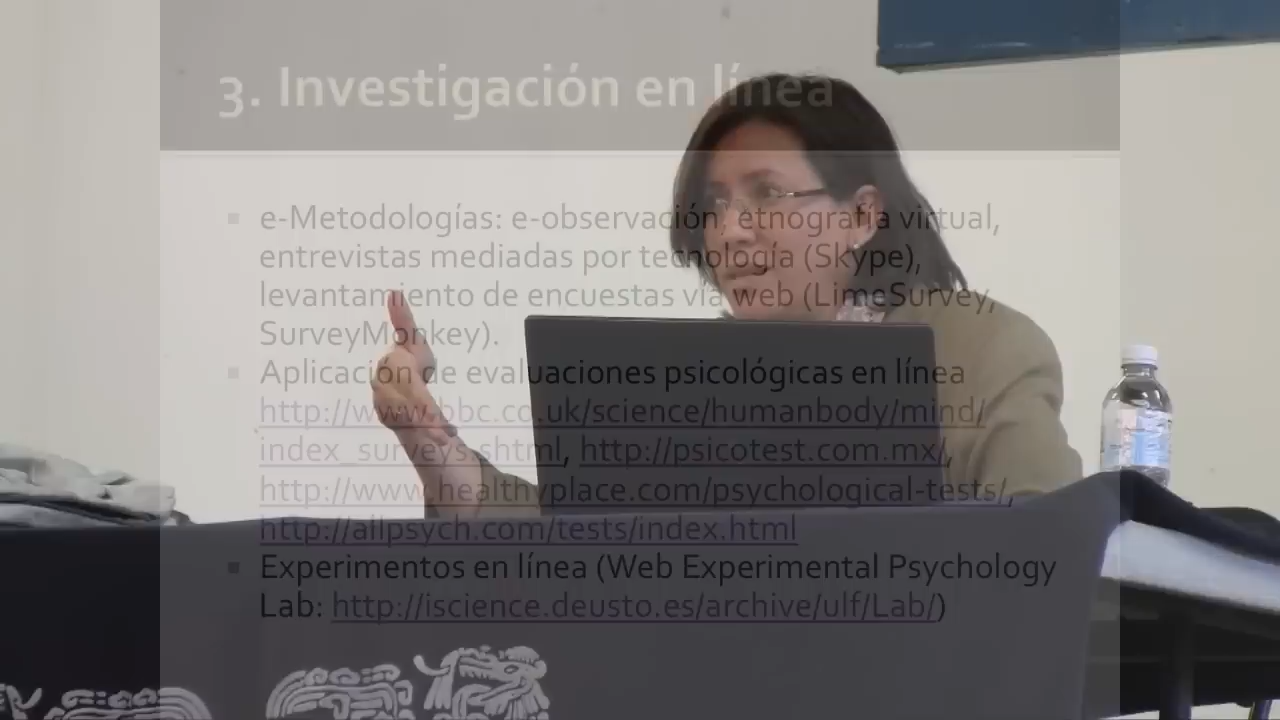 3. Investigación en línea
e-Metodologías: e-observación, etnografía virtual,
entrevistas mediadas por tecnología (Skype),
levantamiento de encuestas vía web (LimeSurvey,
SurveyMonkey).
Aplicación de evaluaciones psicológicas en línea
http://www.bbc.co.uk/science/humanbody/mind/
index_surveys.shtml, http://psicotest.com.mx/,
http://www.healthyplace.com/psychological-tests/,
http://allpsych.com/tests/index.html
Experimentos en línea (Web Experimental Psychology
Lab: http://iscience.deusto.es/archive/ulf/Lab/)